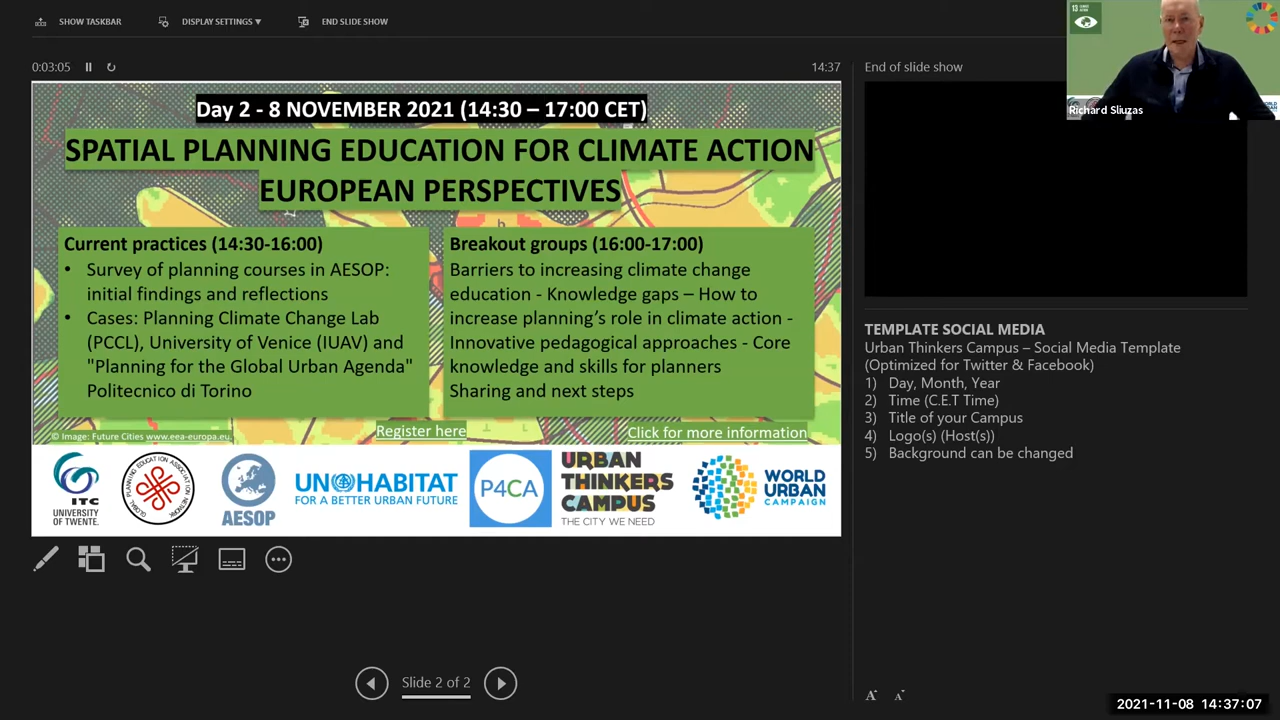 SHOW TASKBAR
DISPLAY SETTINGS ▼
END SLIDE SHOW
0:03:05
14:37
End of slide show
13
Richard Sliuzas
Day 2 - 8 NOVEMBER 2021 (14:30 – 17:00 CET)
SPATIAL PLANNING EDUCATION FOR CLIMATE ACTION
EUROPEAN PERSPECTIVES
Current practices (14:30-16:00)
• Survey of planning courses in AESOP:
initial findings and reflections
• Cases: Planning Climate Change Lab
(PCCL), University of Venice (IUAV) and
"Planning for the Global Urban Agenda"
Politecnico di Torino
Breakout groups (16:00-17:00)
Barriers to increasing climate change
education - Knowledge gaps – How to
increase planning's role in climate action -
Innovative pedagogical approaches - Core
knowledge and skills for planners
Sharing and next steps
© Image: Future Cities www.eea-europa.eu.
Register here
Click for more information
ITC
UNIVERSITY
OF TWENTE.
GLOBAL PLANNING EDUCATION ASSOCIATION NETWORK
AESOP
UN HABITAT
FOR A BETTER URBAN FUTURE
P4CA
URBAN
THINKERS
CAMPUS
THE CITY WE NEED
WORLD
URBAN
CAMPAIGN
TEMPLATE SOCIAL MEDIA
Urban Thinkers Campus – Social Media Template
(Optimized for Twitter & Facebook)
1) Day, Month, Year
2) Time (C.E.T Time)
3) Title of your Campus
4) Logo(s) (Host(s))
5) Background can be changed
Slide 2 of 2
A A
2021-11-08 14:37:07